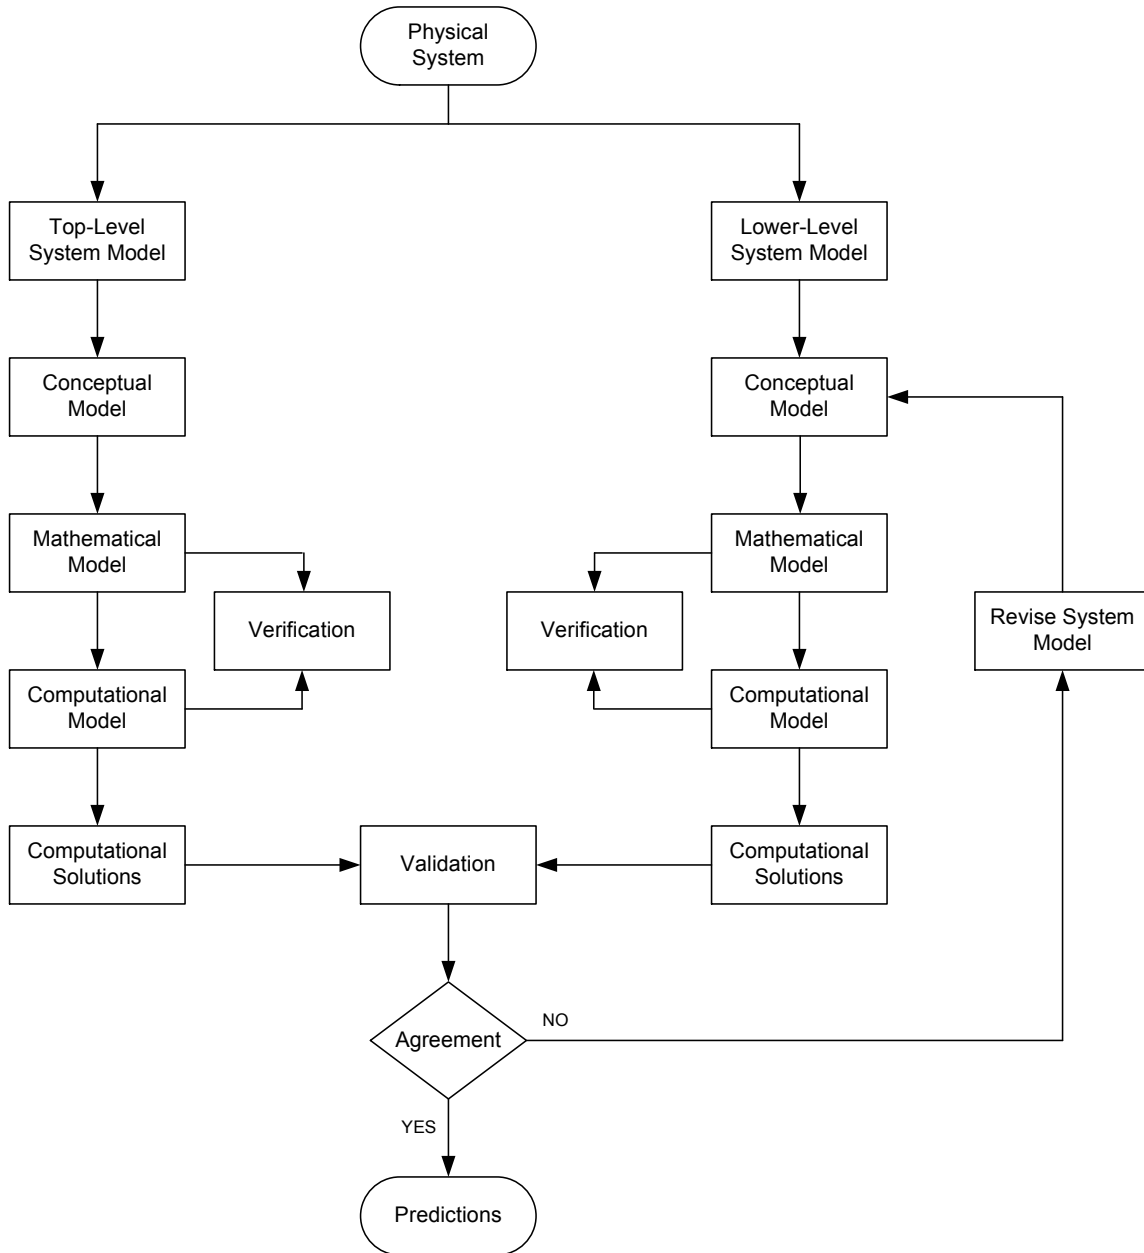 Physical
System
Top-Level
System Model
Lower-Level
System Model
Conceptual
Model
Conceptual
Model
Mathematical
Model
Mathematical
Model
Verification
Verification
Revise System
Model
Computational
Model
Computational
Model
Computational
Solutions
Validation
Computational
Solutions
Agreement
NO
YES
Predictions